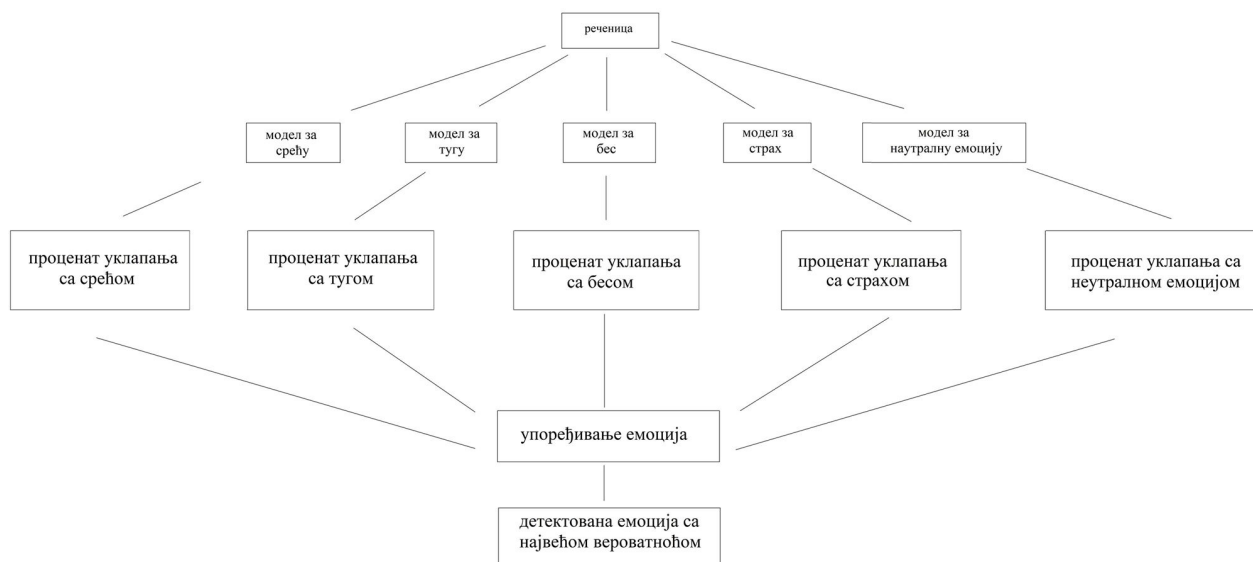 реченица
модел за
срећу
модел за
тугу
модел за
бес
модел за
страх
модел за
наутралну емоцију
проценат уклапања
са срећом
проценат уклапања
са тугом
проценат уклапања
са бесом
проценат уклапања
са страхом
проценат уклапања са
неутралном емоцијом
упоређивање емоција
детектована емоција са
највећом вероватноћом